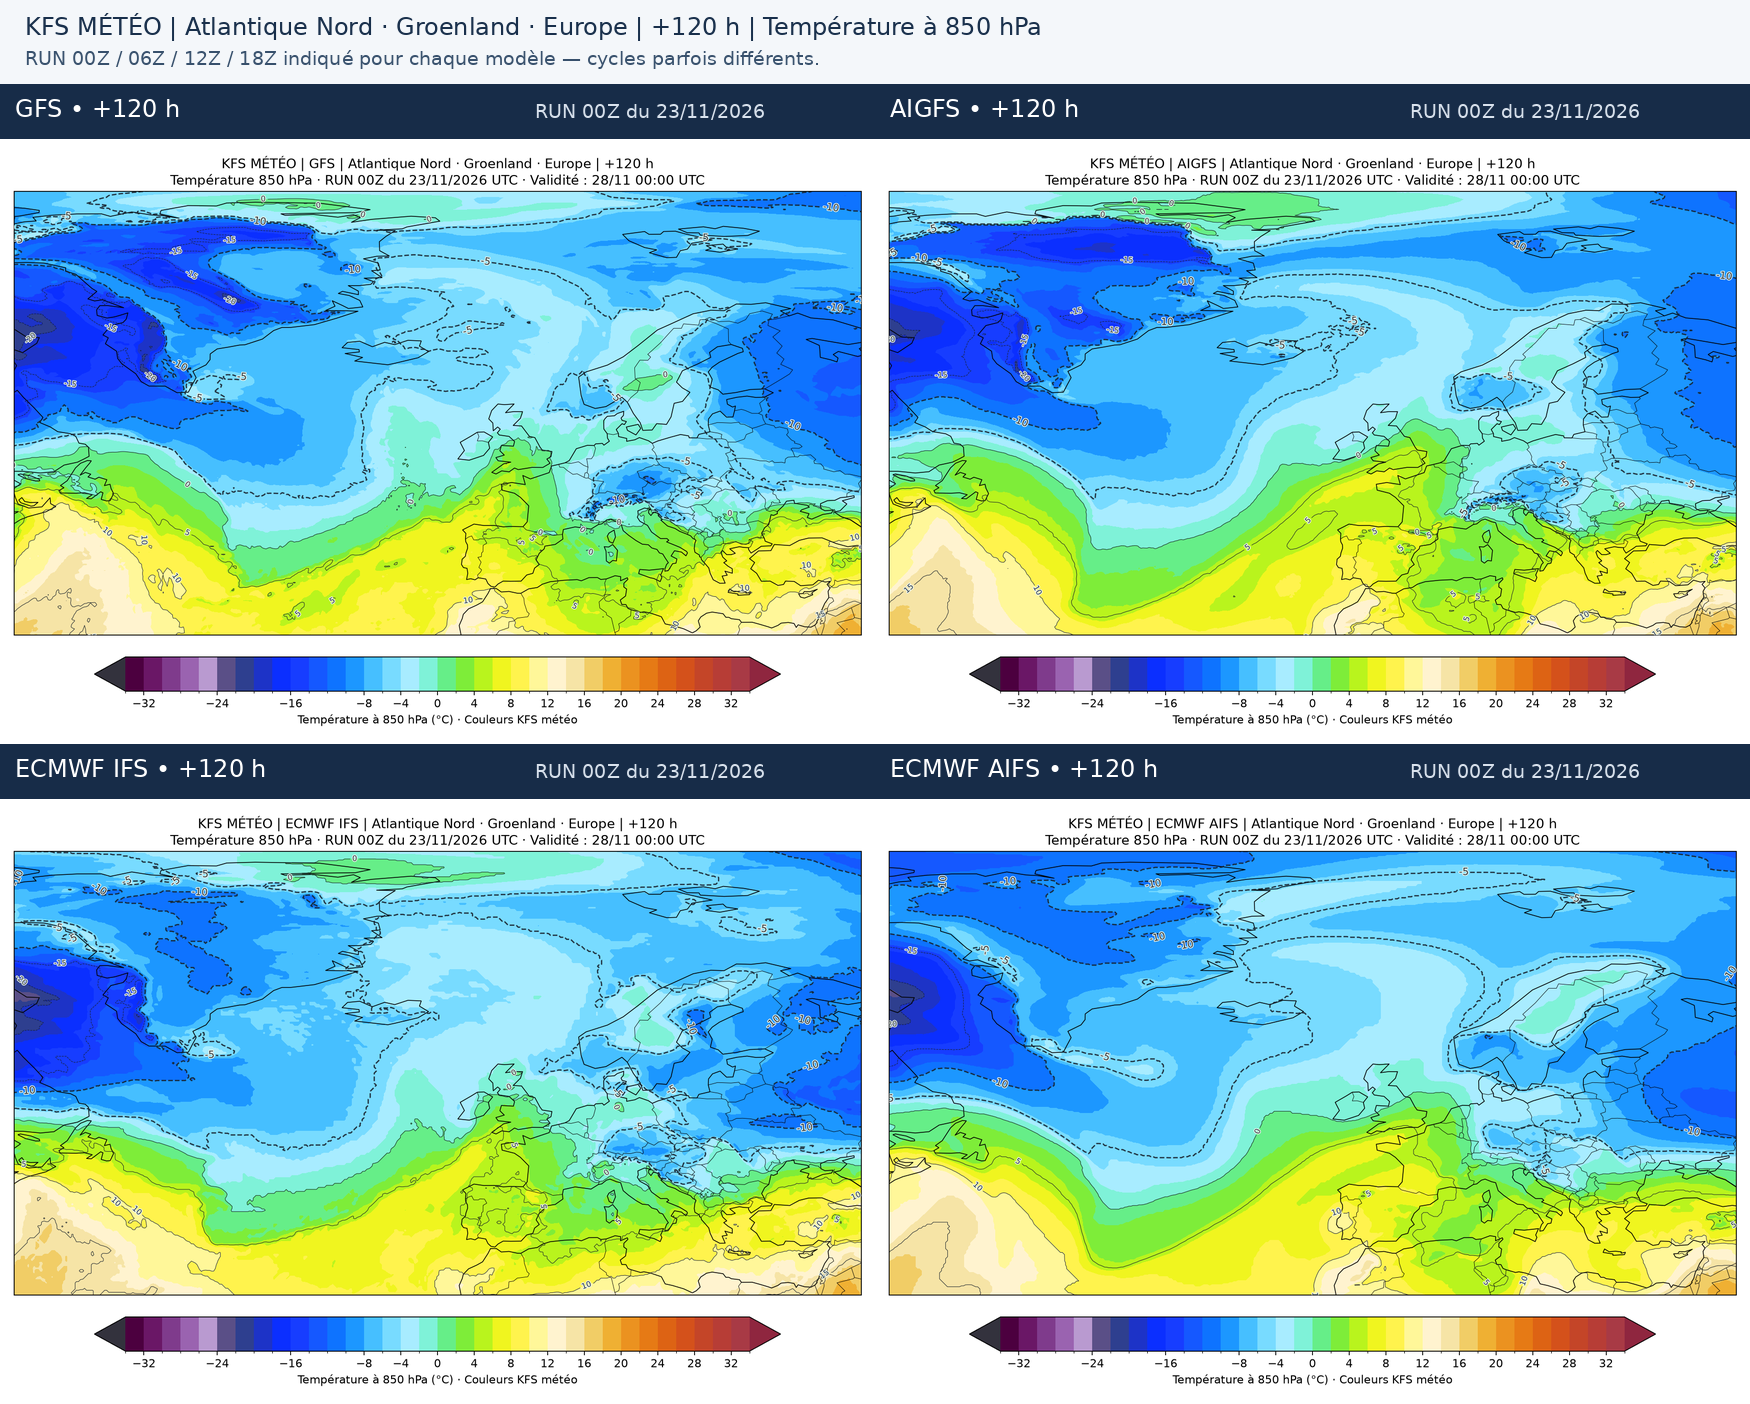 KFS MÉTÉO | Atlantique Nord · Groenland · Europe | +120 h | Température à 850 hPa
RUN 00Z / 06Z / 12Z / 18Z indiqué pour chaque modèle — cycles parfois différents.
GFS • +120 h
RUN 00Z du 23/11/2026
AIGFS • +120 h
RUN 00Z du 23/11/2026
KFS MÉTÉO | GFS | Atlantique Nord · Groenland · Europe | +120 h
Température 850 hPa · RUN 00Z du 23/11/2026 UTC · Validité : 28/11 00:00 UTC
KFS MÉTÉO | AIGFS | Atlantique Nord · Groenland · Europe | +120 h
Température 850 hPa · RUN 00Z du 23/11/2026 UTC · Validité : 28/11 00:00 UTC
−32 −24 −16 −8 −4 0 4 8 12 16 20 24 28 32
Température à 850 hPa (°C) · Couleurs KFS météo
−32 −24 −16 −8 −4 0 4 8 12 16 20 24 28 32
Température à 850 hPa (°C) · Couleurs KFS météo
ECMWF IFS • +120 h
RUN 00Z du 23/11/2026
ECMWF AIFS • +120 h
RUN 00Z du 23/11/2026
KFS MÉTÉO | ECMWF IFS | Atlantique Nord · Groenland · Europe | +120 h
Température 850 hPa · RUN 00Z du 23/11/2026 UTC · Validité : 28/11 00:00 UTC
KFS MÉTÉO | ECMWF AIFS | Atlantique Nord · Groenland · Europe | +120 h
Température 850 hPa · RUN 00Z du 23/11/2026 UTC · Validité : 28/11 00:00 UTC
−32 −24 −16 −8 −4 0 4 8 12 16 20 24 28 32
Température à 850 hPa (°C) · Couleurs KFS météo
−32 −24 −16 −8 −4 0 4 8 12 16 20 24 28 32
Température à 850 hPa (°C) · Couleurs KFS météo